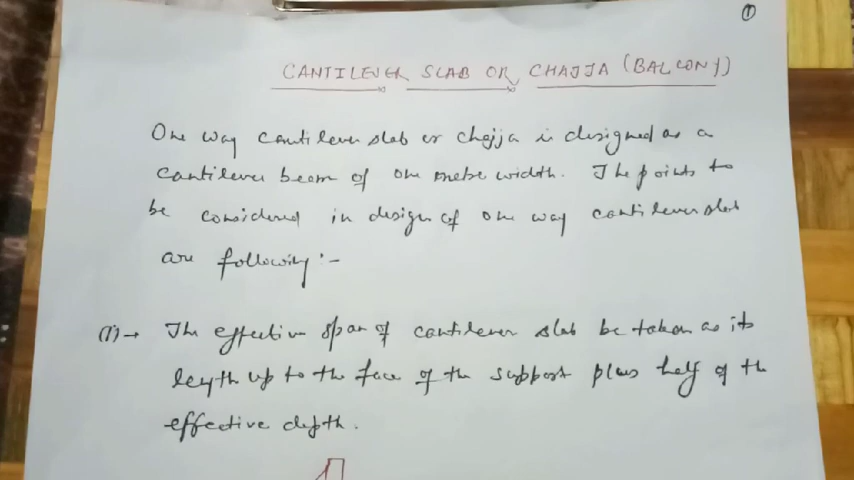 ①
CANTILEVER SLAB OR CHAJJA (BALCONY)
One way cantilever slab or chajja is designed as a
cantilever beam of one metre width. The points to
be considered in design of one way cantilever slab
are following:-
(1)→ The effective span of cantilever slab be taken as its
length up to the face of the support plus half of the
effective depth.